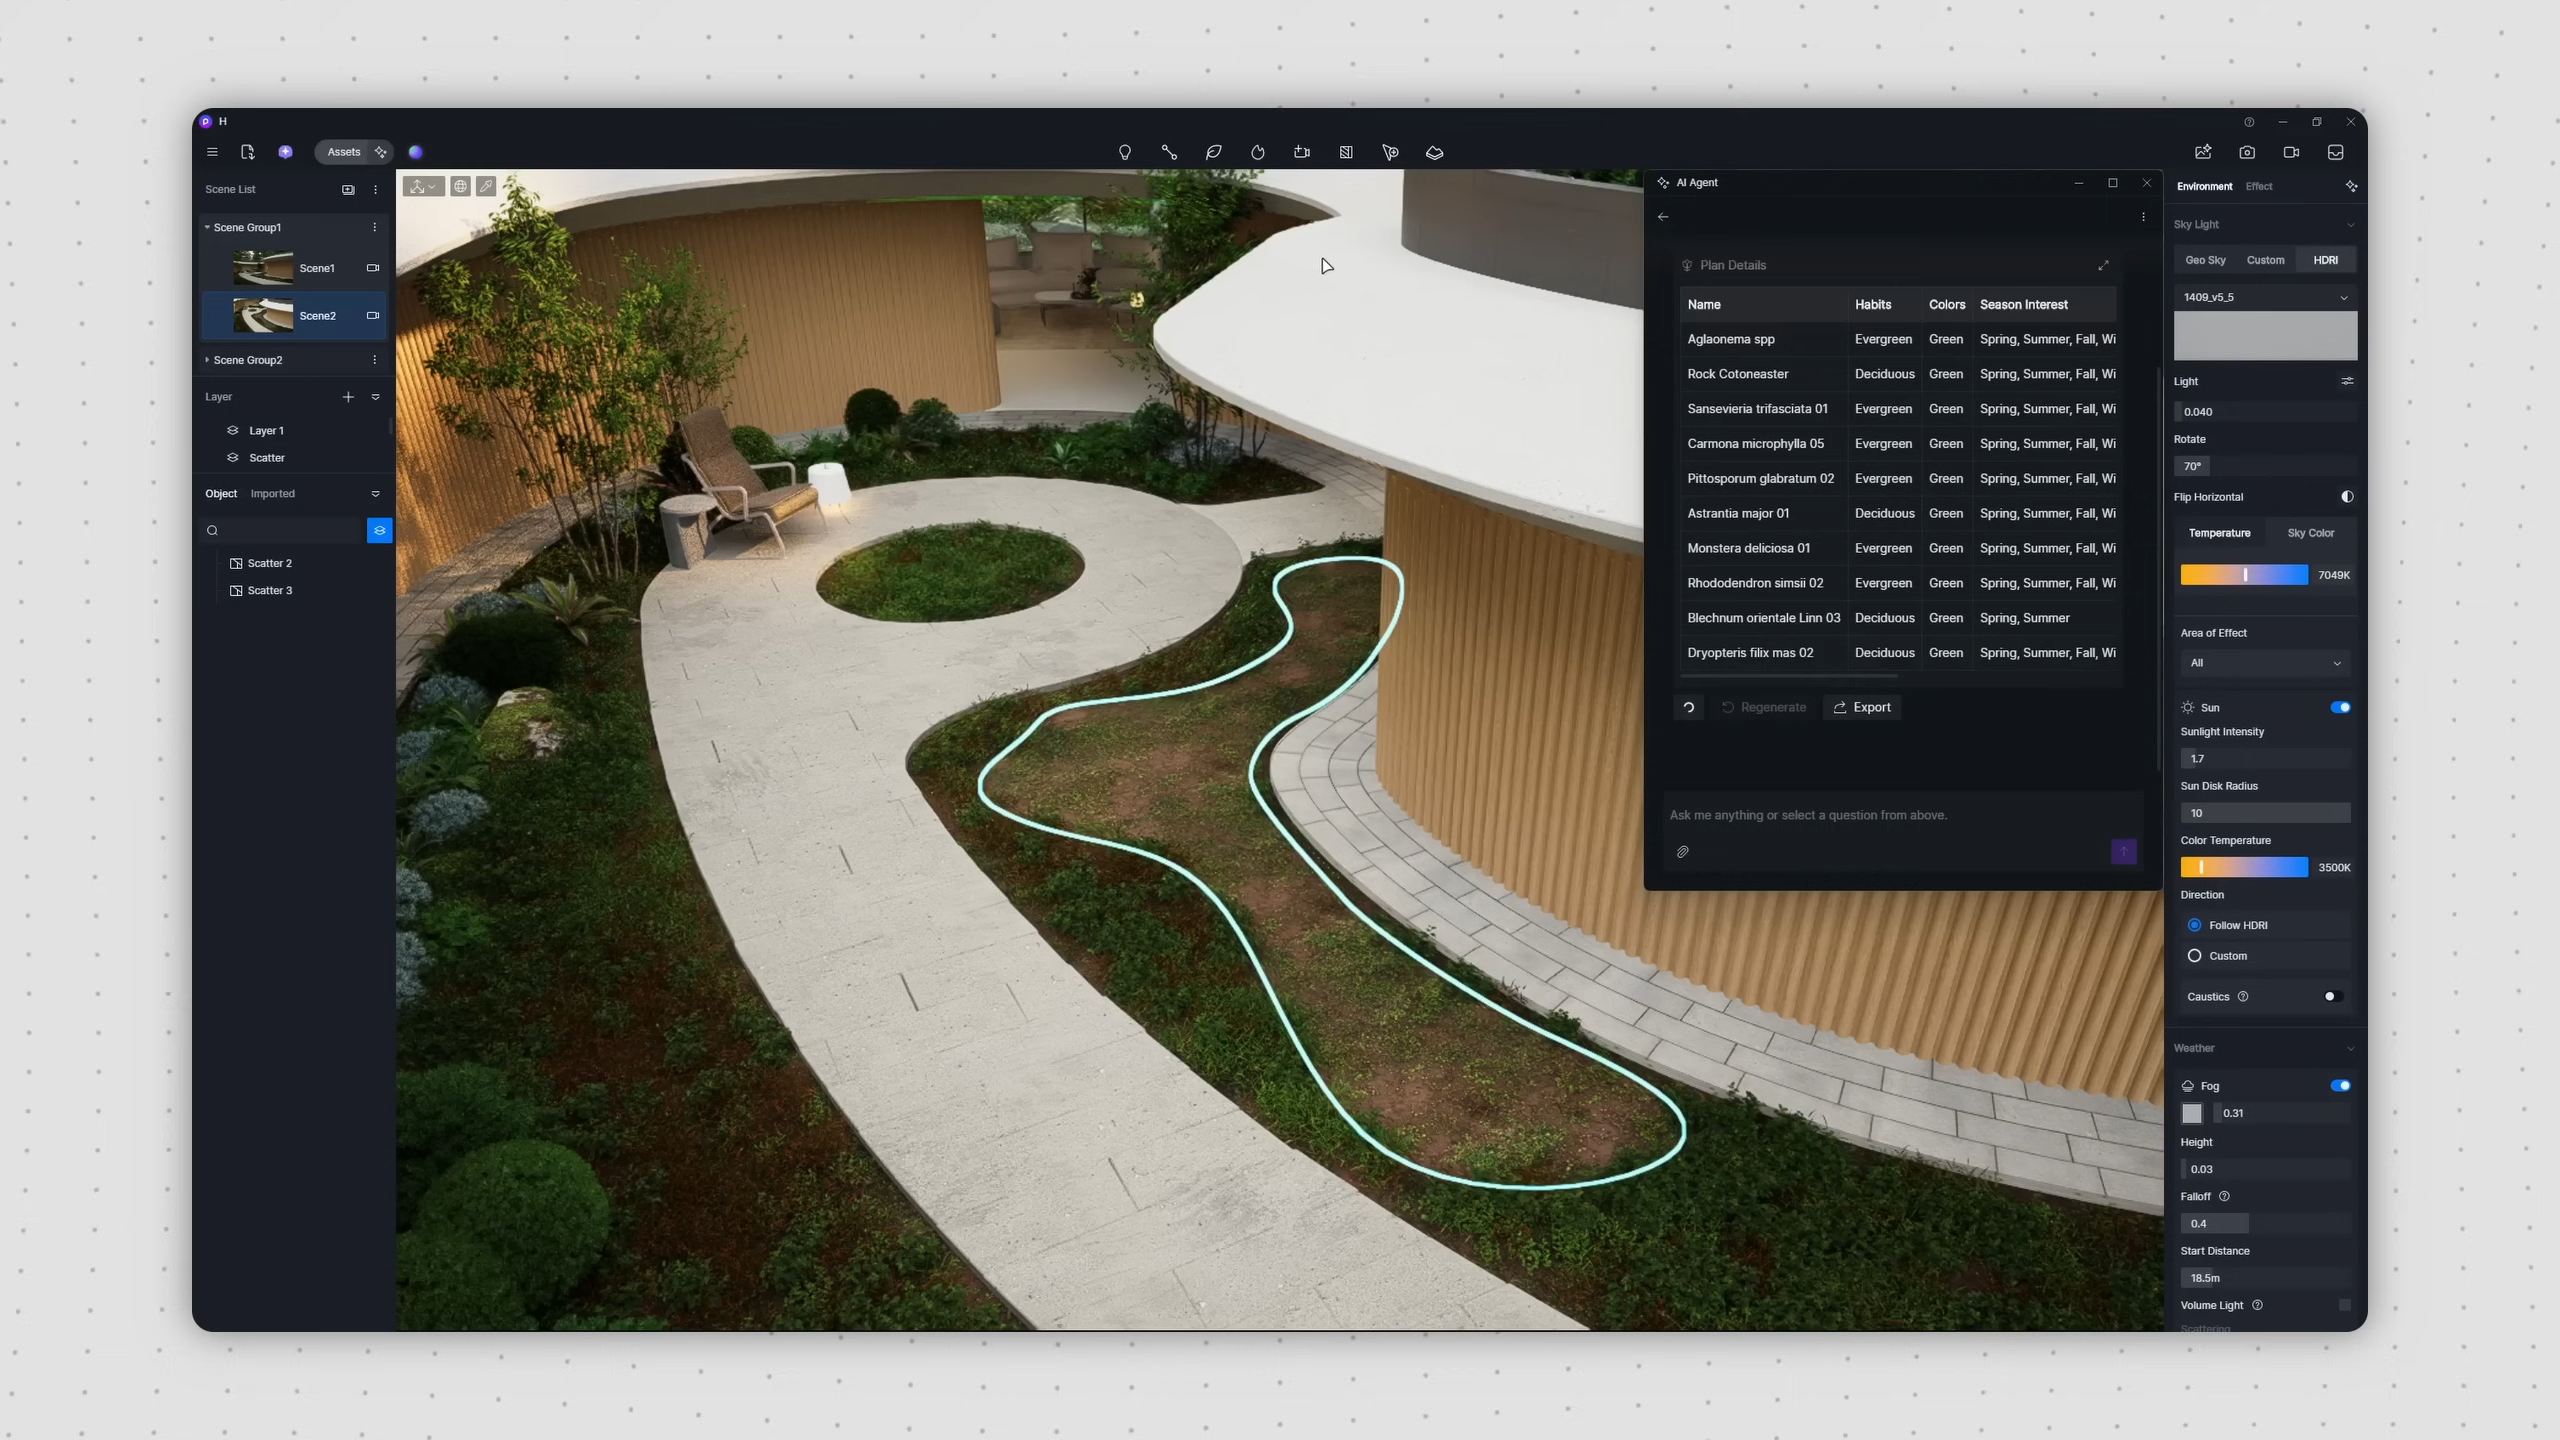 H
Assets
Scene List
Scene Group1
Scene1
Scene2
Scene Group2
Layer
Layer 1
Scatter
Object Imported
Scatter 2
Scatter 3
AI Agent
Plan Details
Name Habits Colors Season Interest
Aglaonema spp Evergreen Green Spring, Summer, Fall, Wi
Rock Cotoneaster Deciduous Green Spring, Summer, Fall, Wi
Sansevieria trifasciata 01 Evergreen Green Spring, Summer, Fall, Wi
Carmona microphylla 05 Evergreen Green Spring, Summer, Fall, Wi
Pittosporum glabratum 02 Evergreen Green Spring, Summer, Fall, Wi
Astrantia major 01 Deciduous Green Spring, Summer, Fall, Wi
Monstera deliciosa 01 Evergreen Green Spring, Summer, Fall, Wi
Rhododendron simsii 02 Evergreen Green Spring, Summer, Fall, Wi
Blechnum orientale Linn 03 Deciduous Green Spring, Summer
Dryopteris filix mas 02 Deciduous Green Spring, Summer, Fall, Wi
Regenerate Export
Ask me anything or select a question from above.
Environment Effect
Sky Light
Geo Sky Custom HDRI
1409_v5_5
Light
0.040
Rotate
70°
Flip Horizontal
Temperature Sky Color
7049K
Area of Effect
All
Sun
Sunlight Intensity
1.7
Sun Disk Radius
10
Color Temperature
3500K
Direction
Follow HDRI
Custom
Caustics
Weather
Fog
0.31
Height
0.03
Falloff
0.4
Start Distance
18.5m
Volume Light
Scattering